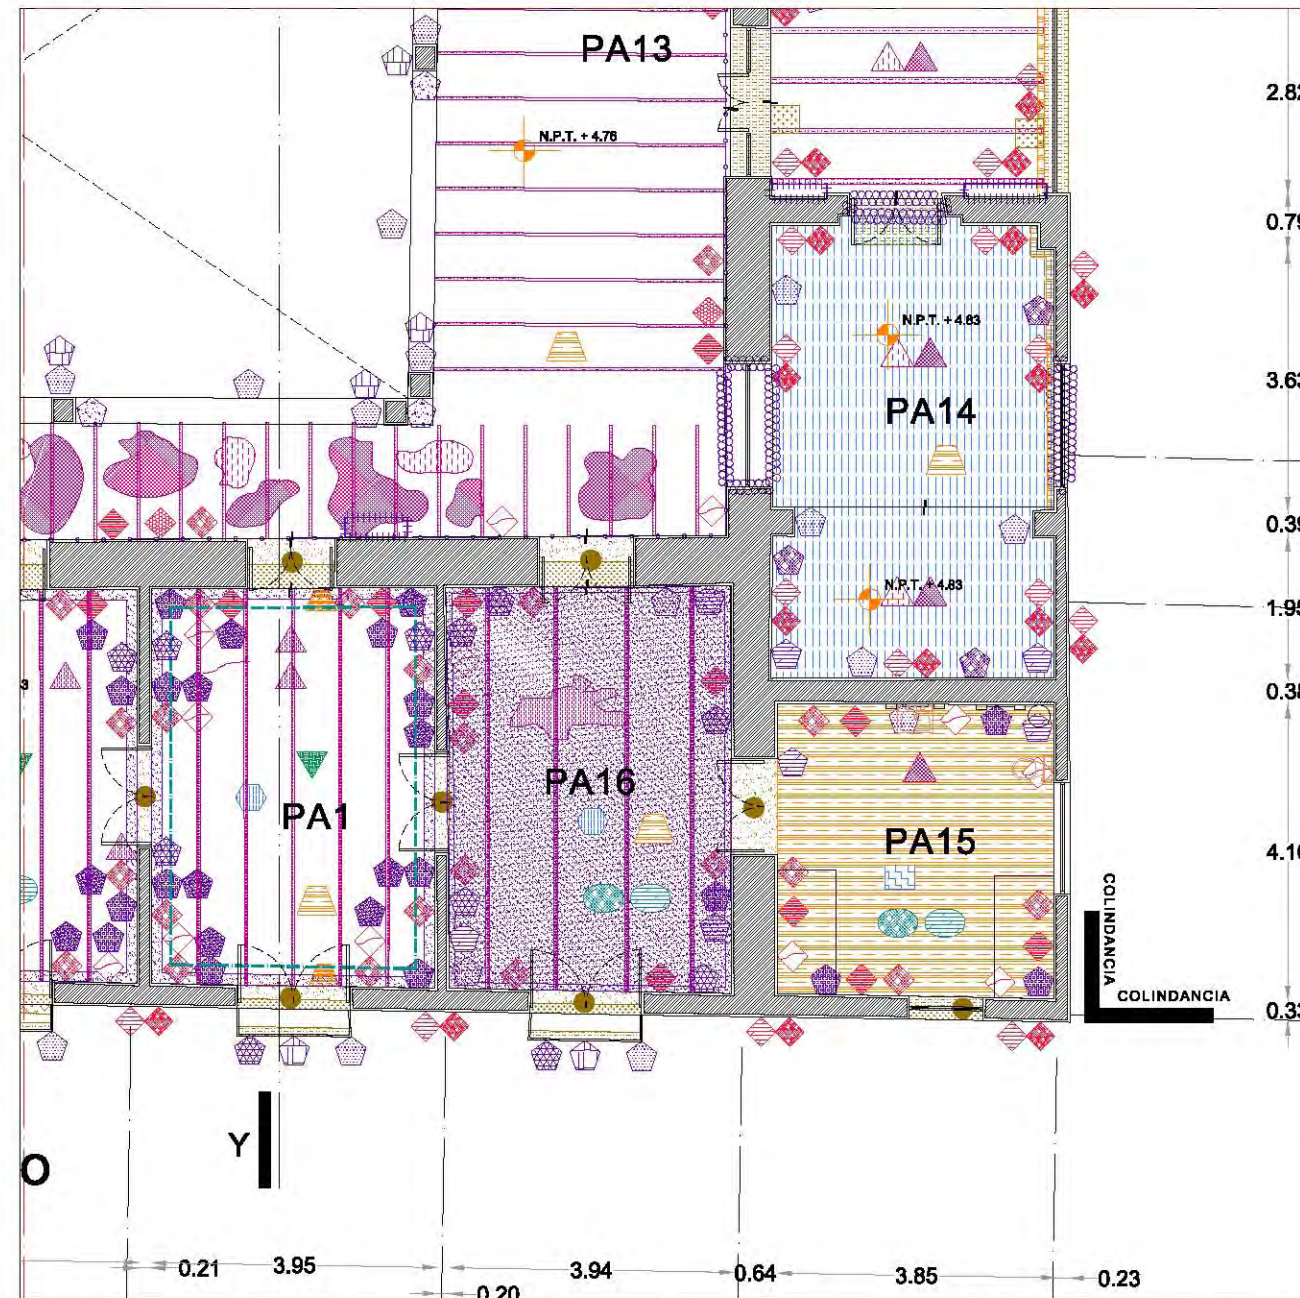 PA13
2.82
N.P.T. + 4.76
0.79
N.P.T. + 4.83
3.63
PA14
0.39
N.P.T. + 4.83
1.95
3
0.38
PA16
PA1
PA15
4.16
COLINDANCIA
COLINDANCIA
0.33
Y
O
0.21
3.95
3.94
0.64
3.85
0.23
0.20